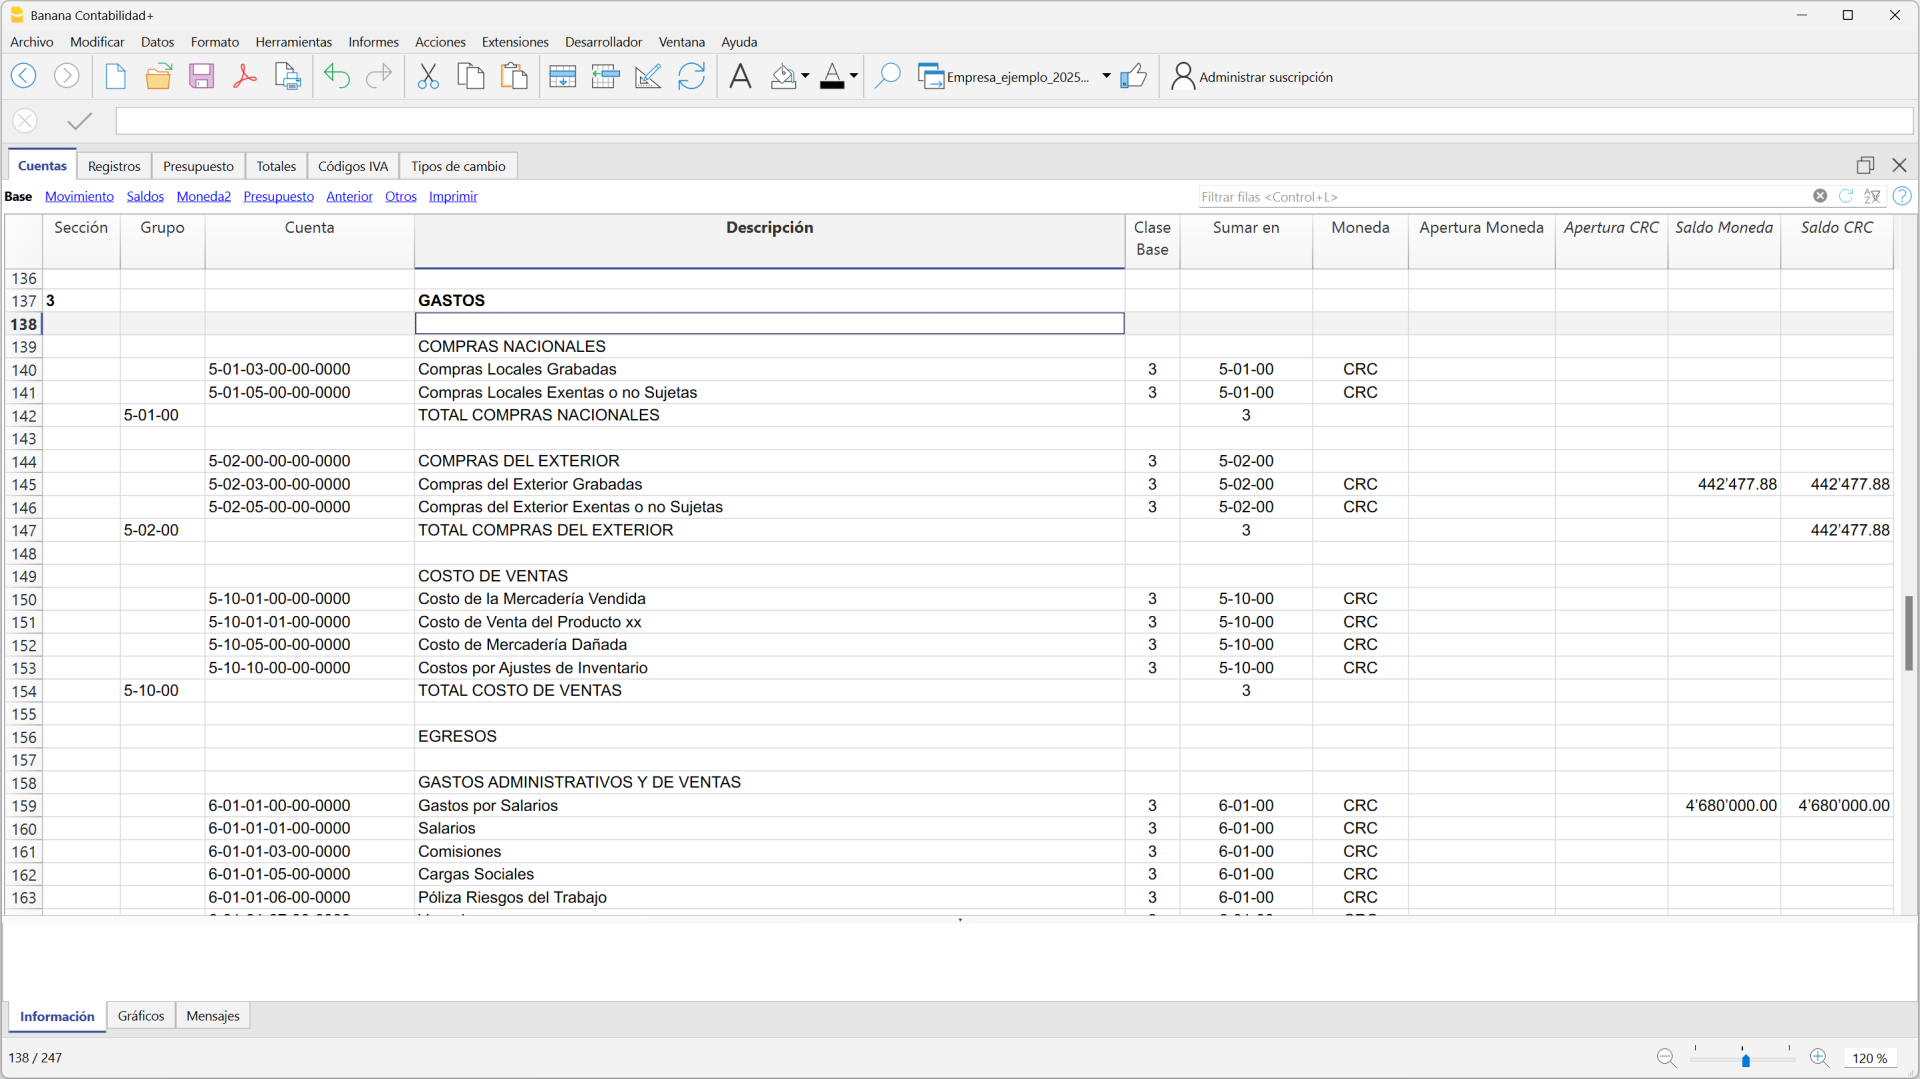 Banana Contabilidad+
Archivo Modificar Datos Formato Herramientas Informes Acciones Extensiones Desarrollador Ventana Ayuda
Empresa_ejemplo_2025... Administrar suscripción
Cuentas Registros Presupuesto Totales Códigos IVA Tipos de cambio
Base Movimiento Saldos Moneda2 Presupuesto Anterior Otros Imprimir Filtrar filas <Control+L>
Sección Grupo Cuenta Descripción Clase Base Sumar en Moneda Apertura Moneda Apertura CRC Saldo Moneda Saldo CRC
136
137 3 GASTOS
138
139 COMPRAS NACIONALES
140 5-01-03-00-00-0000 Compras Locales Grabadas 3 5-01-00 CRC
141 5-01-05-00-00-0000 Compras Locales Exentas o no Sujetas 3 5-01-00 CRC
142 5-01-00 TOTAL COMPRAS NACIONALES 3
143
144 5-02-00-00-00-0000 COMPRAS DEL EXTERIOR 3 5-02-00
145 5-02-03-00-00-0000 Compras del Exterior Grabadas 3 5-02-00 CRC 442'477.88 442'477.88
146 5-02-05-00-00-0000 Compras del Exterior Exentas o no Sujetas 3 5-02-00 CRC
147 5-02-00 TOTAL COMPRAS DEL EXTERIOR 3 442'477.88
148
149 COSTO DE VENTAS
150 5-10-01-00-00-0000 Costo de la Mercadería Vendida 3 5-10-00 CRC
151 5-10-01-01-00-0000 Costo de Venta del Producto xx 3 5-10-00 CRC
152 5-10-05-00-00-0000 Costo de Mercadería Dañada 3 5-10-00 CRC
153 5-10-10-00-00-0000 Costos por Ajustes de Inventario 3 5-10-00 CRC
154 5-10-00 TOTAL COSTO DE VENTAS 3
155
156 EGRESOS
157
158 GASTOS ADMINISTRATIVOS Y DE VENTAS
159 6-01-01-00-00-0000 Gastos por Salarios 3 6-01-00 CRC 4'680'000.00 4'680'000.00
160 6-01-01-01-00-0000 Salarios 3 6-01-00 CRC
161 6-01-01-03-00-0000 Comisiones 3 6-01-00 CRC
162 6-01-01-05-00-0000 Cargas Sociales 3 6-01-00 CRC
163 6-01-01-06-00-0000 Póliza Riesgos del Trabajo 3 6-01-00 CRC
Información Gráficos Mensajes
138 / 247 120 %